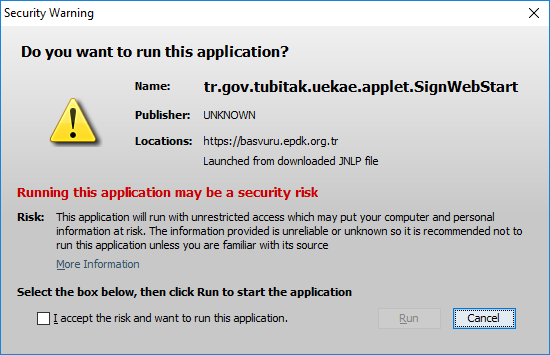 Security Warning
Do you want to run this application?
Name: tr.gov.tubitak.uekae.applet.SignWebStart
Publisher: UNKNOWN
Locations: https://basvuru.epdk.org.tr
Launched from downloaded JNLP file
Running this application may be a security risk
Risk: This application will run with unrestricted access which may put your computer and personal
information at risk. The information provided is unreliable or unknown so it is recommended not to
run this application unless you are familiar with its source
More Information
Select the box below, then click Run to start the application
I accept the risk and want to run this application.
Run Cancel